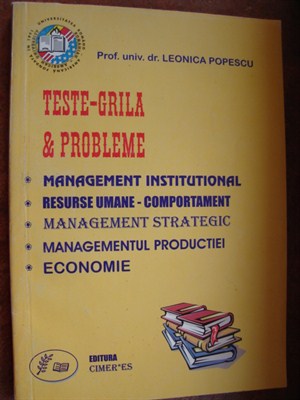 Prof. univ. dr. LEONICA POPESCU
TESTE-GRILA
& PROBLEME
• MANAGEMENT INSTITUTIONAL
• RESURSE UMANE - COMPORTAMENT
• MANAGEMENT STRATEGIC
• MANAGEMENTUL PRODUCTIEI
• ECONOMIE
EDITURA
CIMER*ES